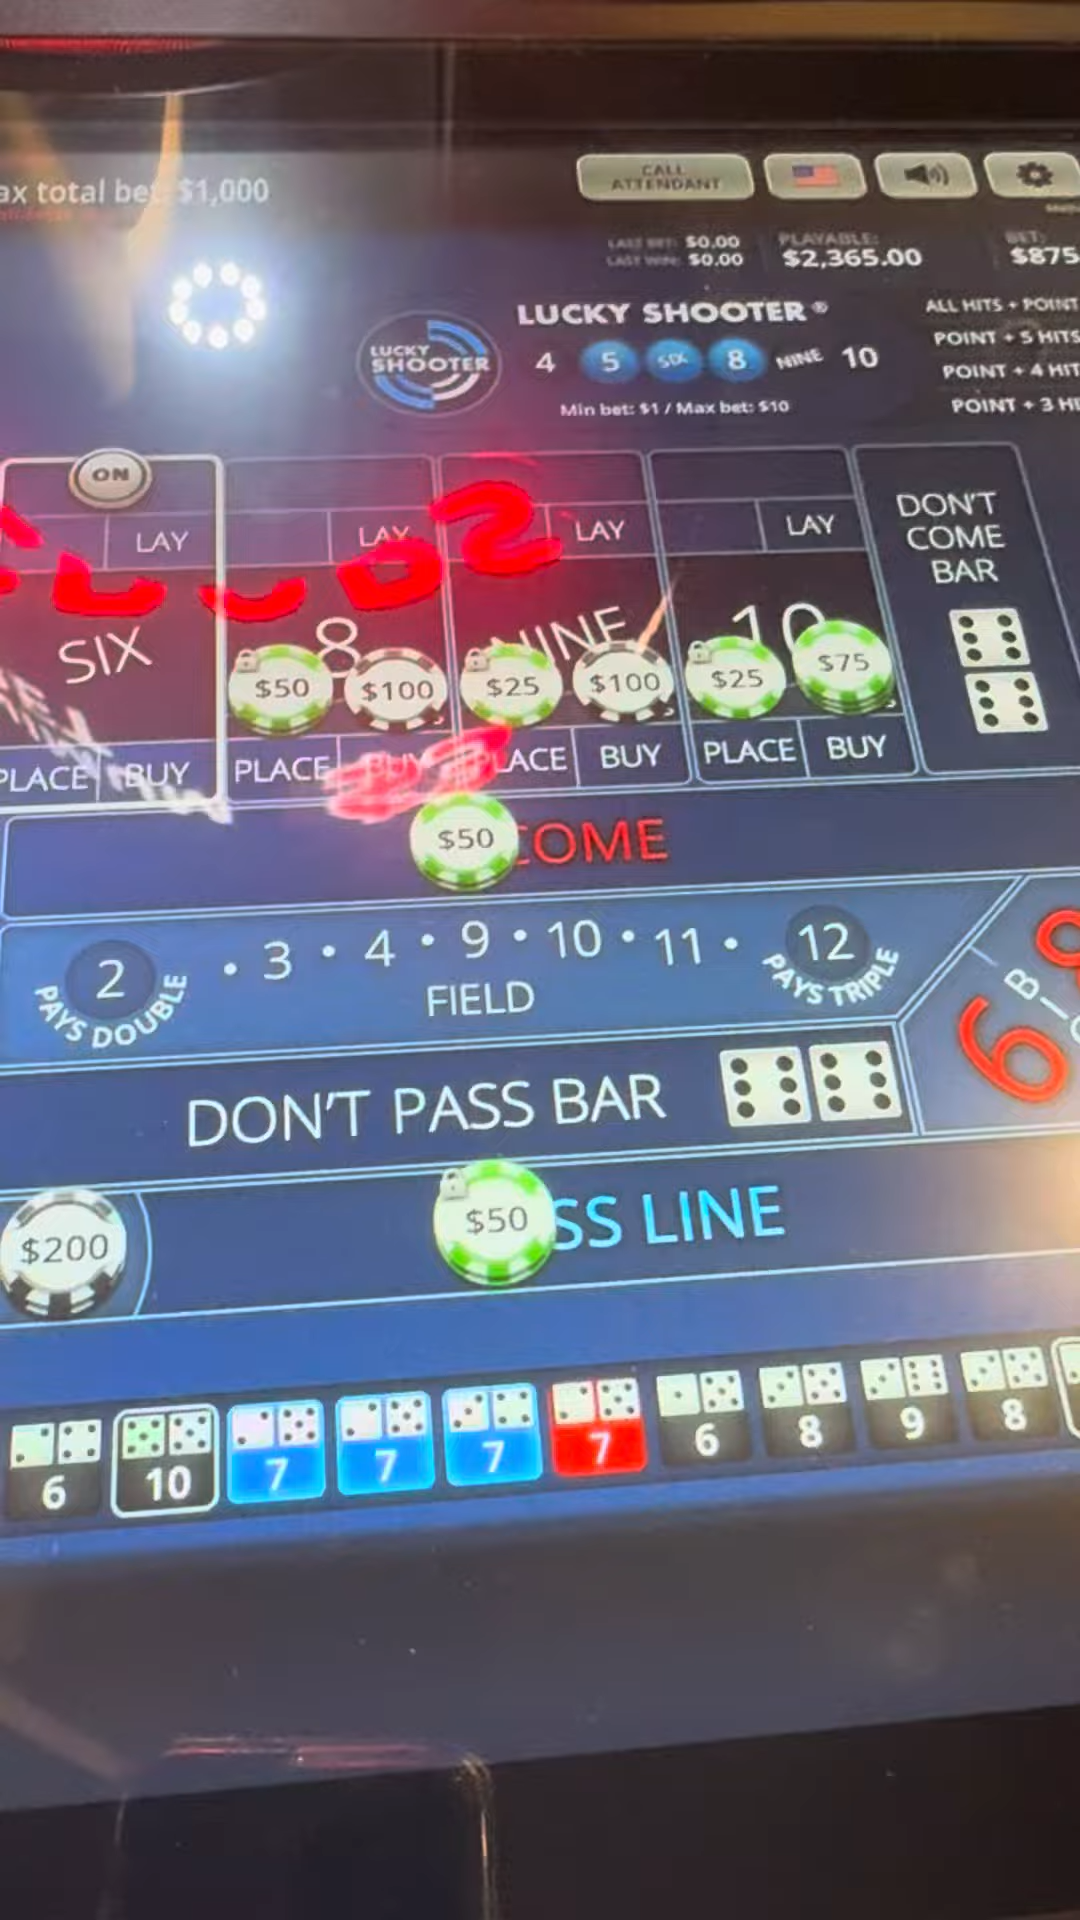 ax total bet: $1,000
CALL ATTENDANT
LAST BET: $0.00
LAST WIN: $0.00
PLAYABLE:
$2,365.00
BET:
$875
LUCKY SHOOTER
LUCKY SHOOTER®
4 5 SIX 8 NINE 10
Min bet: $1 / Max bet: $10
ALL HITS + POINT
POINT + 5 HITS
POINT + 4 HIT
POINT + 3 HI
ON
LAY
LAY
LAY
LAY
DON'T
COME
BAR
SIX
8
NINE
10
$50
$100
$25
$100
$25
$75
PLACE
BUY
PLACE
BUY
PLACE
BUY
PLACE
BUY
$50
COME
2
PAYS DOUBLE
• 3 • 4 • 9 • 10 • 11 •
12
PAYS TRIPLE
FIELD
6
B
I
DON'T PASS BAR
$200
$50
SS LINE
6 10 7 7 7 7 6 8 9 8